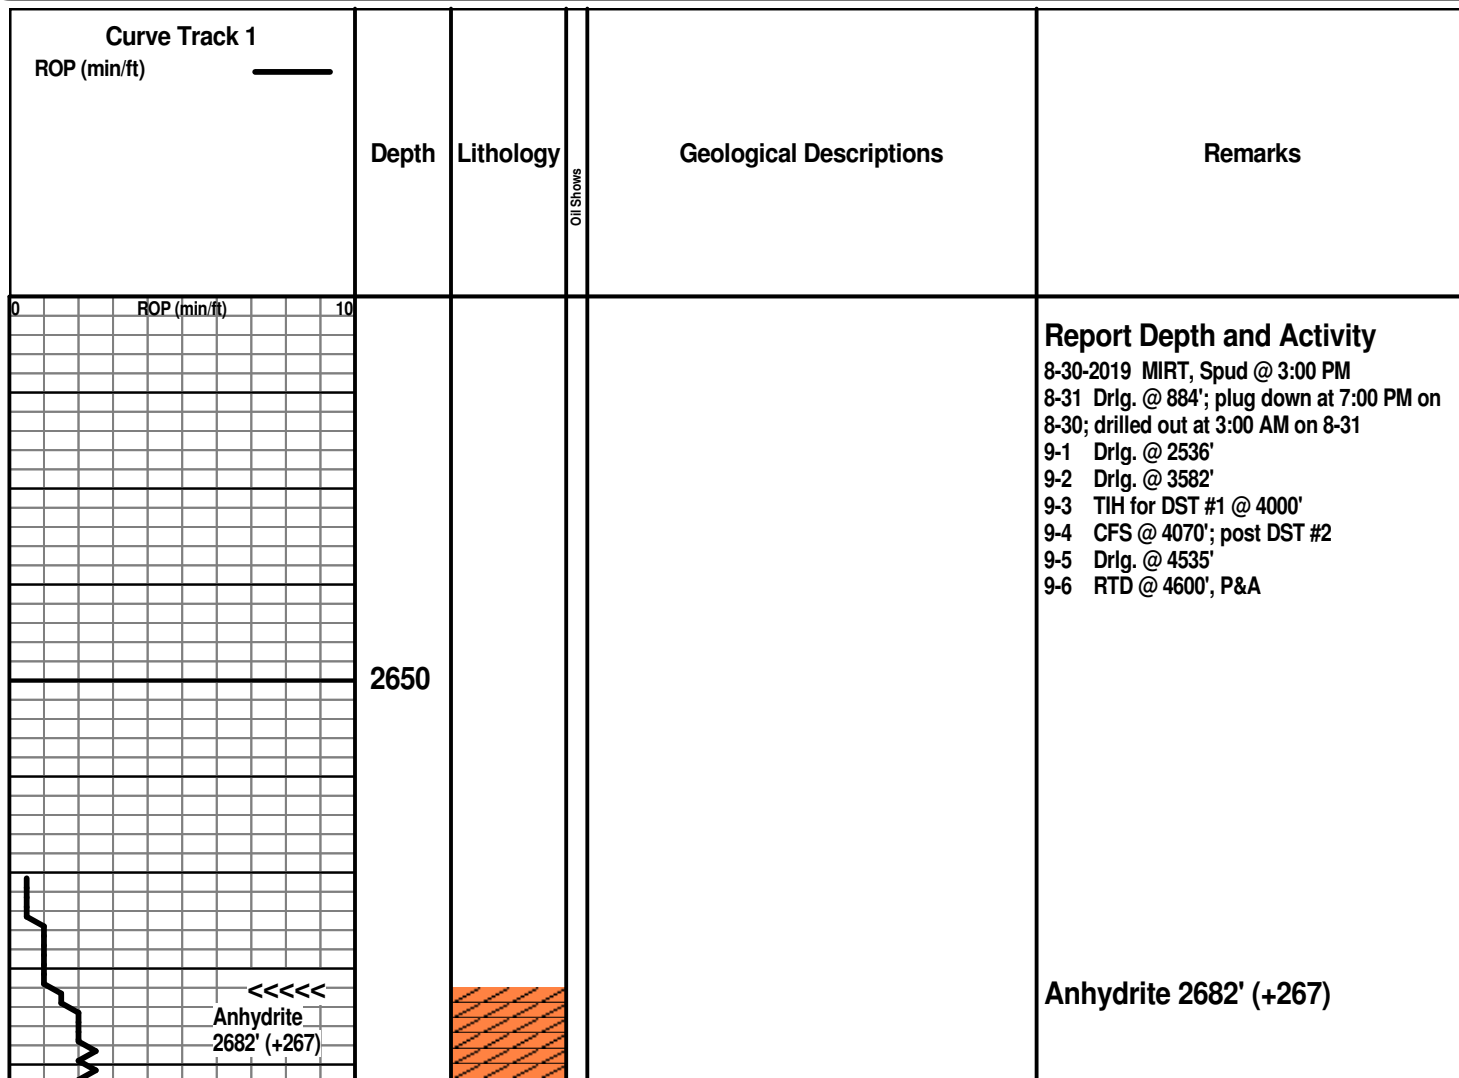 Curve Track 1
ROP (min/ft)
Depth
Lithology
Oil Shows
Geological Descriptions
Remarks
0 ROP (min/ft) 10
Report Depth and Activity
8-30-2019 MIRT, Spud @ 3:00 PM
8-31 Drlg. @ 884'; plug down at 7:00 PM on
8-30; drilled out at 3:00 AM on 8-31
9-1 Drlg. @ 2536'
9-2 Drlg. @ 3582'
9-3 TIH for DST #1 @ 4000'
9-4 CFS @ 4070'; post DST #2
9-5 Drlg. @ 4535'
9-6 RTD @ 4600', P&A
2650
<<<<<
Anhydrite
2682' (+267)
Anhydrite 2682' (+267)